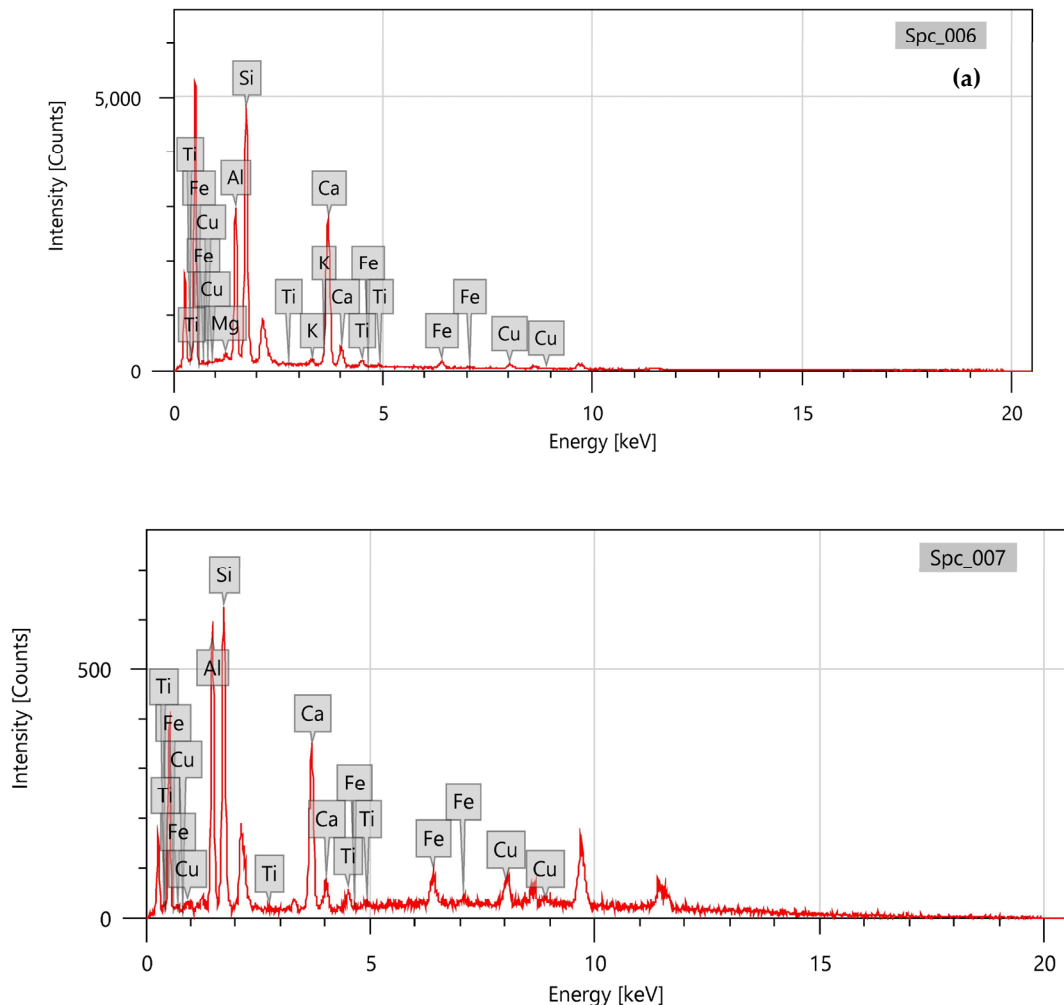 Spc_006
(a)
Si
5,000
Ti
Al
Fe
Ca
Cu
Fe
K
Fe
Cu
Ti
Ca
Ti
Fe
Ti
Mg
K
Ti
Fe
Cu
Cu
0
0
5
10
15
20
Intensity [Counts]
Energy [keV]
Spc_007
Si
500
Al
Ti
Fe
Ca
Cu
Fe
Fe
Ti
Ca
Ti
Fe
Ti
Fe
Cu
Cu
Ti
Cu
0
0
5
10
15
20
Intensity [Counts]
Energy [keV]